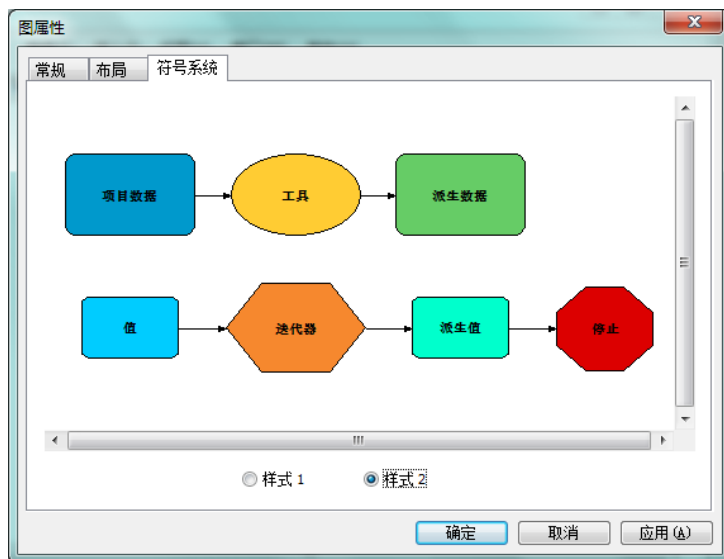 图属性
常规 布局 符号系统
项目数据 工具 派生数据
值 迭代器 派生值 停止
样式 1 样式 2
确定 取消 应用(A)